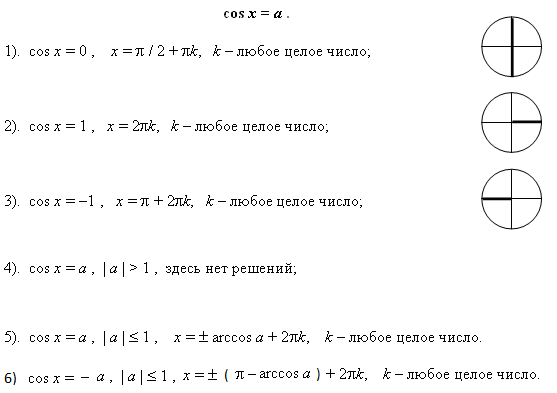 cos x = a .
1). cos x = 0 , x = π / 2 + πk, k – любое целое число;
2). cos x = 1 , x = 2πk, k – любое целое число;
3). cos x = –1 , x = π + 2πk, k – любое целое число;
4). cos x = a , | a | > 1 , здесь нет решений;
5). cos x = a , | a | ≤ 1 , x = ± arccos a + 2πk, k – любое целое число.
6) cos x = – a , | a | ≤ 1 , x = ± ( π – arccos a ) + 2πk, k – любое целое число.